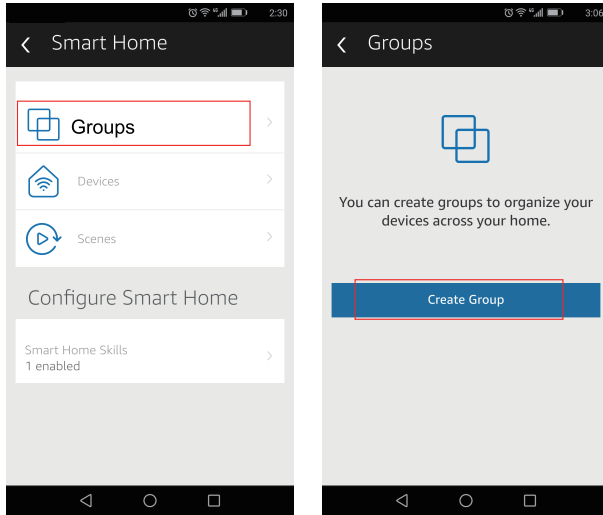 2:30
Smart Home
Groups
Devices
Scenes
Configure Smart Home
Smart Home Skills
1 enabled
3:06
Groups
You can create groups to organize your
devices across your home.
Create Group